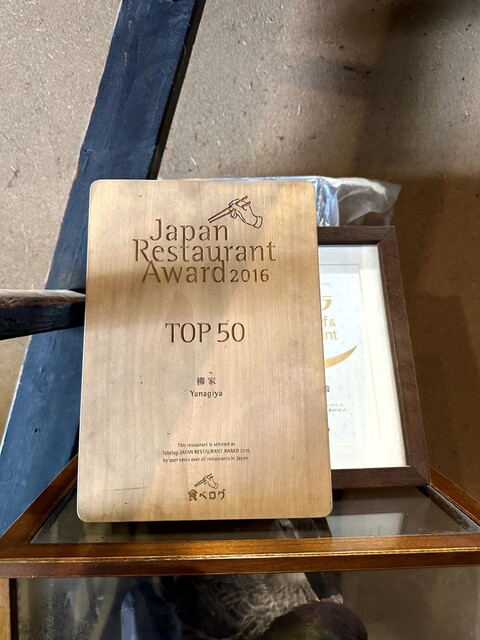 Japan
Restaurant
Award 2016
TOP 50
柳家
Yanagiya
This restaurant is selected as
Tabelog JAPAN RESTAURANT AWARD 2016
by user views over all restaurants in Japan.
食べログ